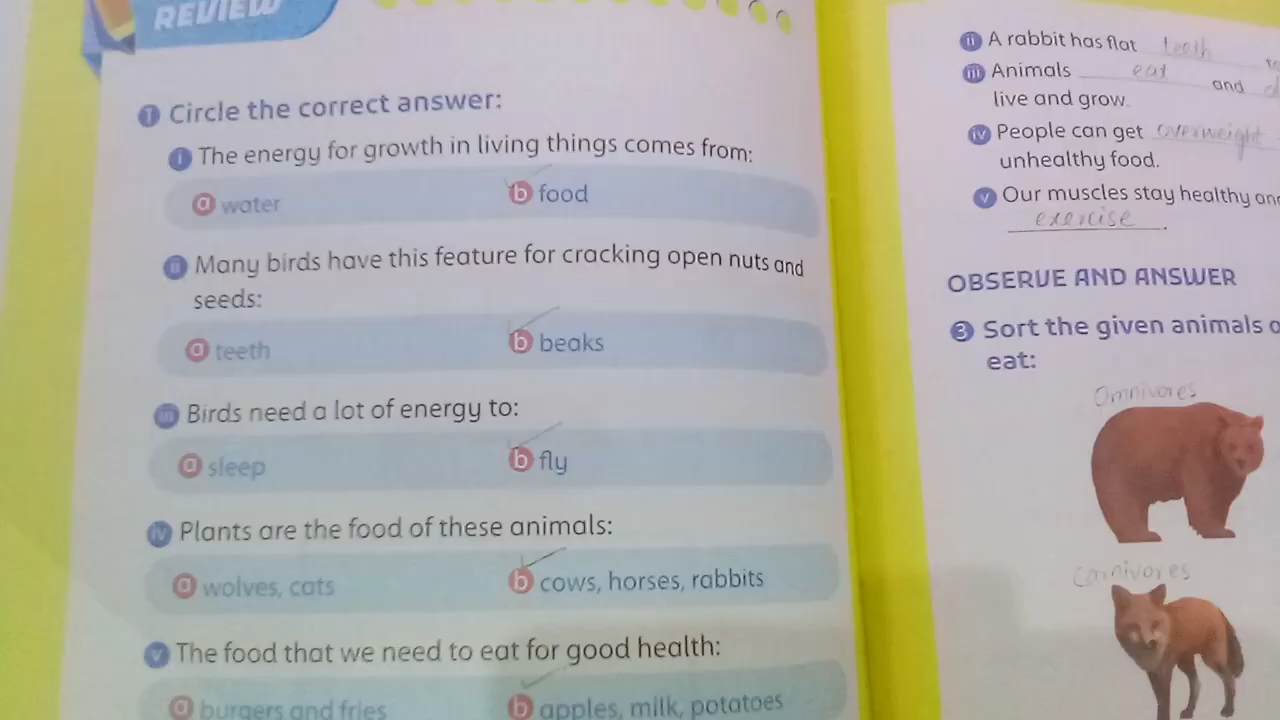 REVIEW
1 Circle the correct answer:
i The energy for growth in living things comes from:
a water b food
ii Many birds have this feature for cracking open nuts and
seeds:
a teeth b beaks
iii Birds need a lot of energy to:
a sleep b fly
iv Plants are the food of these animals:
a wolves, cats b cows, horses, rabbits
v The food that we need to eat for good health:
a burgers and fries b apples, milk, potatoes
ii A rabbit has flat teeth
iii Animals eat and
live and grow.
iv People can get overweight
unhealthy food.
v Our muscles stay healthy and
exercise.
OBSERVE AND ANSWER
3 Sort the given animals
eat:
Omnivores
Carnivores